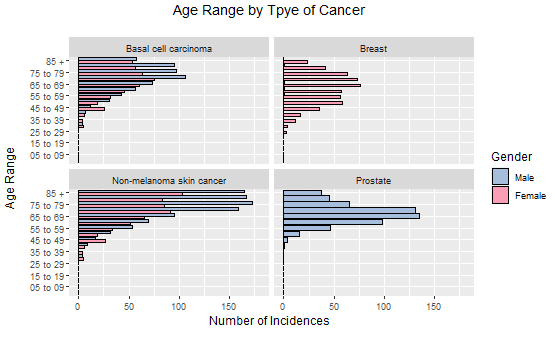 Age Range by Tpye of Cancer
Basal cell carcinoma
Breast
85 +
75 to 79
65 to 69
55 to 59
45 to 49
35 to 39
25 to 29
15 to 19
05 to 09
Non-melanoma skin cancer
Prostate
85 +
75 to 79
65 to 69
55 to 59
45 to 49
35 to 39
25 to 29
15 to 19
05 to 09
0 50 100 150 0 50 100 150
Age Range
Number of Incidences
Gender
Male
Female